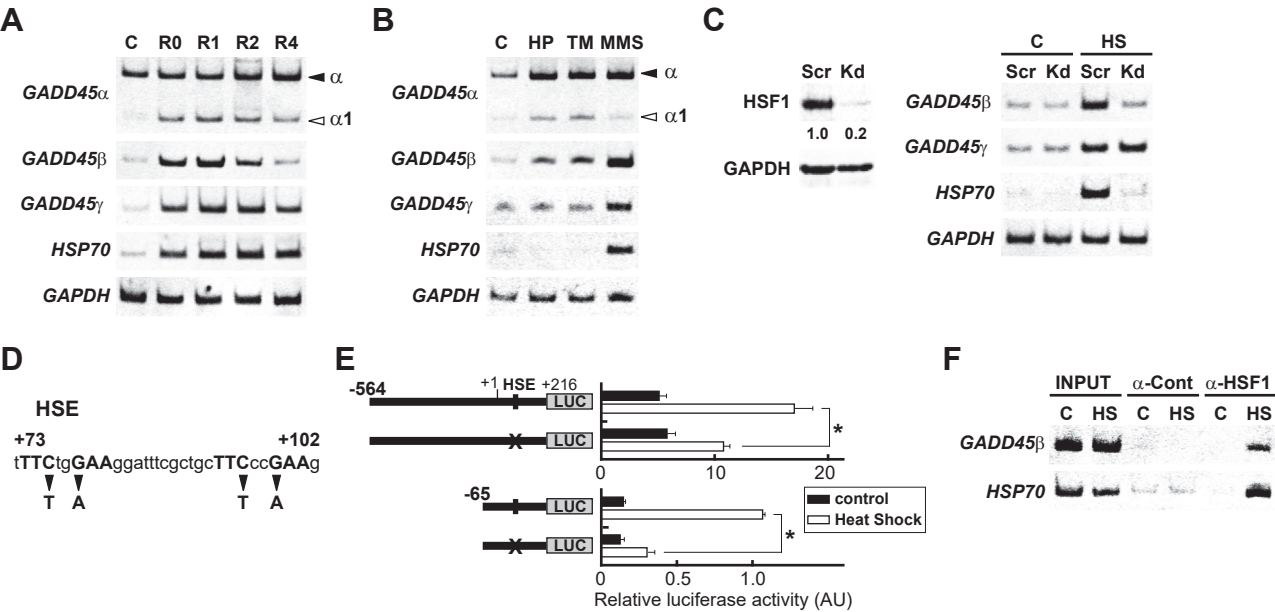 A
C R0 R1 R2 R4
GADD45α
α
α1
GADD45β
GADD45γ
HSP70
GAPDH
B
C HP TM MMS
GADD45α
α
α1
GADD45β
GADD45γ
HSP70
GAPDH
C
Scr Kd
HSF1
1.0 0.2
GAPDH
C HS
Scr Kd Scr Kd
GADD45β
GADD45γ
HSP70
GAPDH
D
HSE
+73 +102
tTTCtgGAAggatttcgctgcTTCccGAAg
T A T A
E
-564 +1 HSE +216
LUC
X LUC
*
0 10 20
-65
LUC
X LUC
*
control
Heat Shock
0 0.5 1.0
Relative luciferase activity (AU)
F
INPUT α-Cont α-HSF1
C HS C HS C HS
GADD45β
HSP70